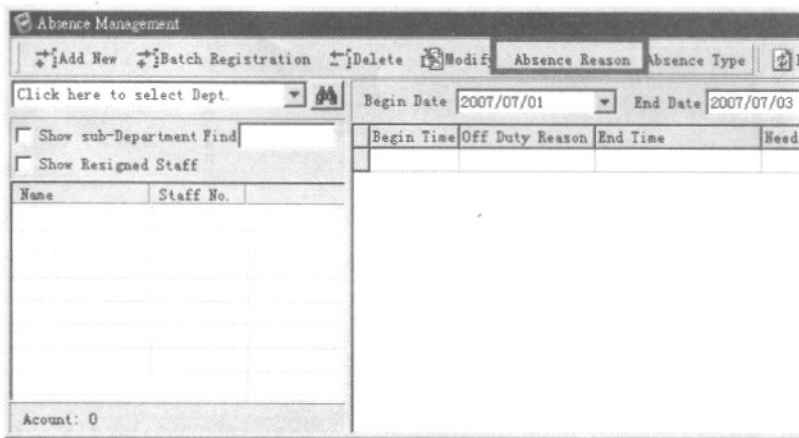 Absence Management
Add New Batch Registration Delete Modify Absence Reason Absence Type
Click here to select Dept.
Begin Date 2007/07/01 End Date 2007/07/03
Show sub-Department Find
Show Resigned Staff
Begin Time Off Duty Reason End Time Need
Name Staff No.
Acount: 0